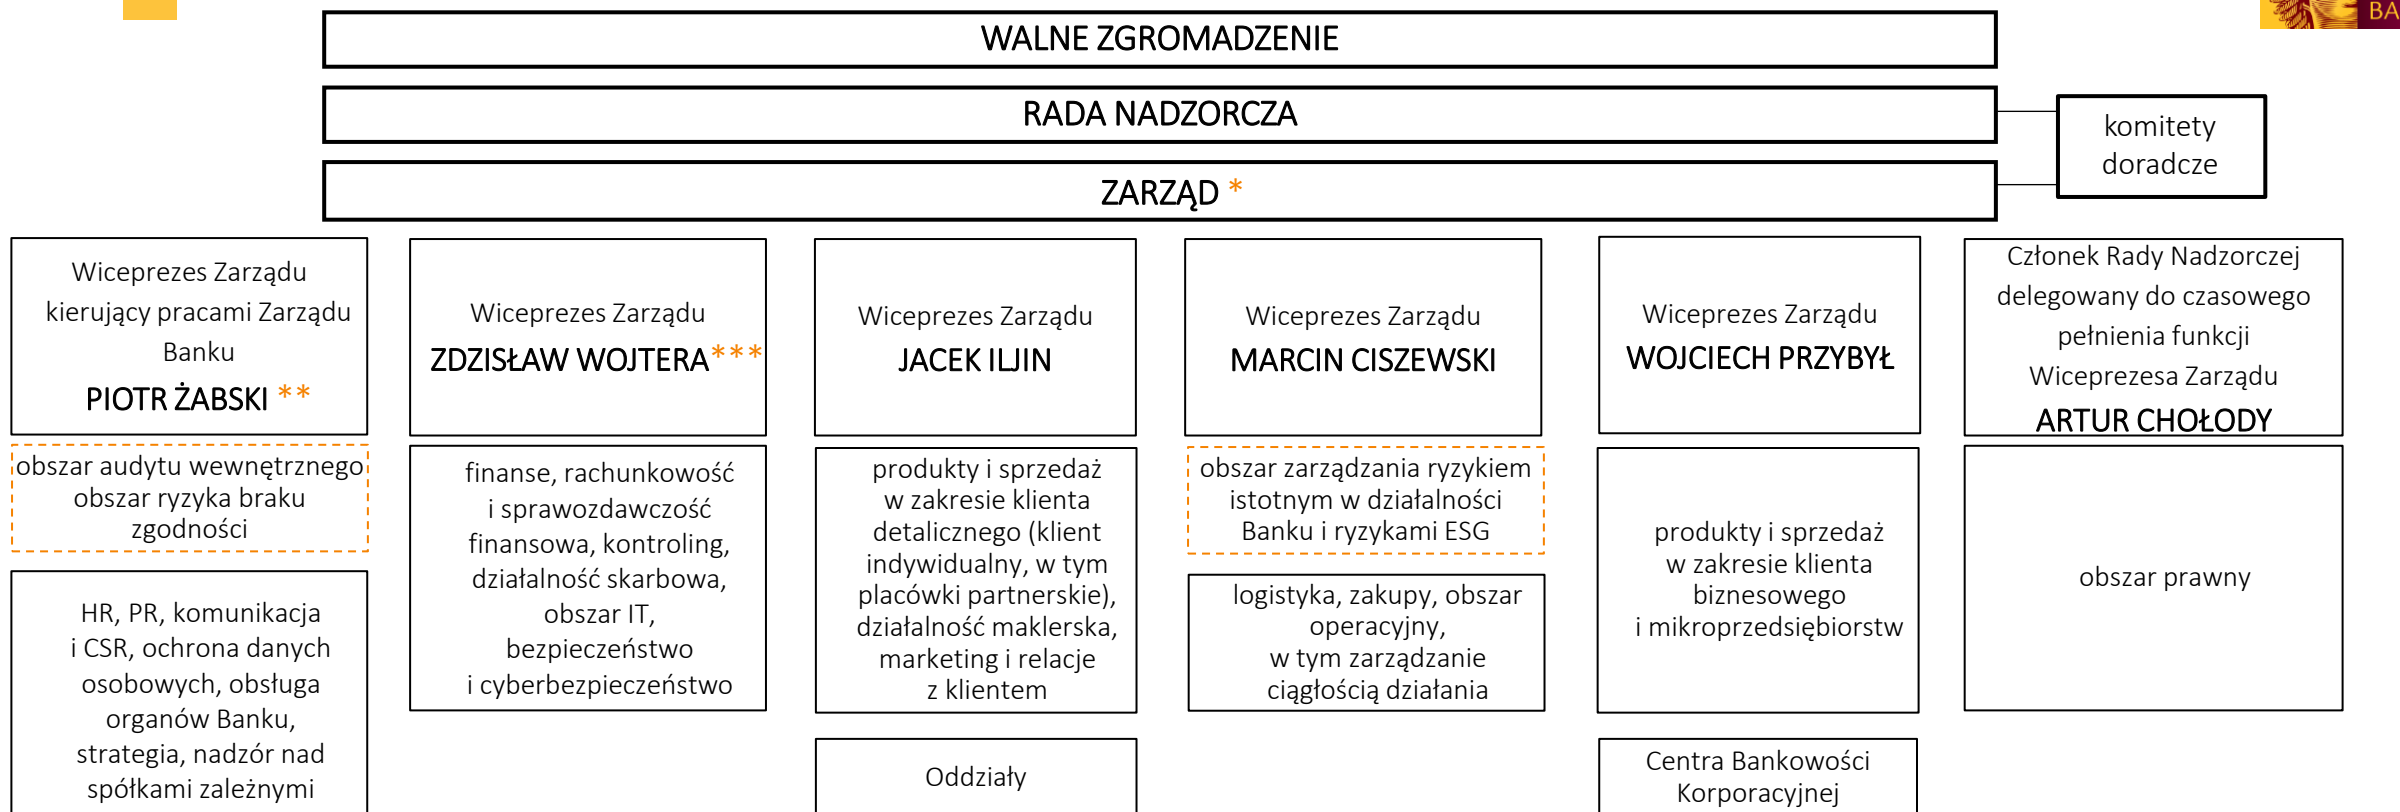 BA
WALNE ZGROMADZENIE
RADA NADZORCZA
komitety
doradcze
ZARZĄD *
Wiceprezes Zarządu
kierujący pracami Zarządu
Banku
PIOTR ŻABSKI **
Wiceprezes Zarządu
ZDZISŁAW WOJTERA***
Wiceprezes Zarządu
JACEK ILJIN
Wiceprezes Zarządu
MARCIN CISZEWSKI
Wiceprezes Zarządu
WOJCIECH PRZYBYŁ
Członek Rady Nadzorczej
delegowany do czasowego
pełnienia funkcji
Wiceprezesa Zarządu
ARTUR CHOŁODY
obszar audytu wewnętrznego
obszar ryzyka braku
zgodności
HR, PR, komunikacja
i CSR, ochrona danych
osobowych, obsługa
organów Banku,
strategia, nadzór nad
spółkami zależnymi
finanse, rachunkowość
i sprawozdawczość
finansowa, kontroling,
działalność skarbowa,
obszar IT,
bezpieczeństwo
i cyberbezpieczeństwo
produkty i sprzedaż
w zakresie klienta
detalicznego (klient
indywidualny, w tym
placówki partnerskie),
działalność maklerska,
marketing i relacje
z klientem
Oddziały
obszar zarządzania ryzykiem
istotnym w działalności
Banku i ryzykami ESG
logistyka, zakupy, obszar
operacyjny,
w tym zarządzanie
ciągłością działania
produkty i sprzedaż
w zakresie klienta
biznesowego
i mikroprzedsiębiorstw
Centra Bankowości
Korporacyjnej
obszar prawny